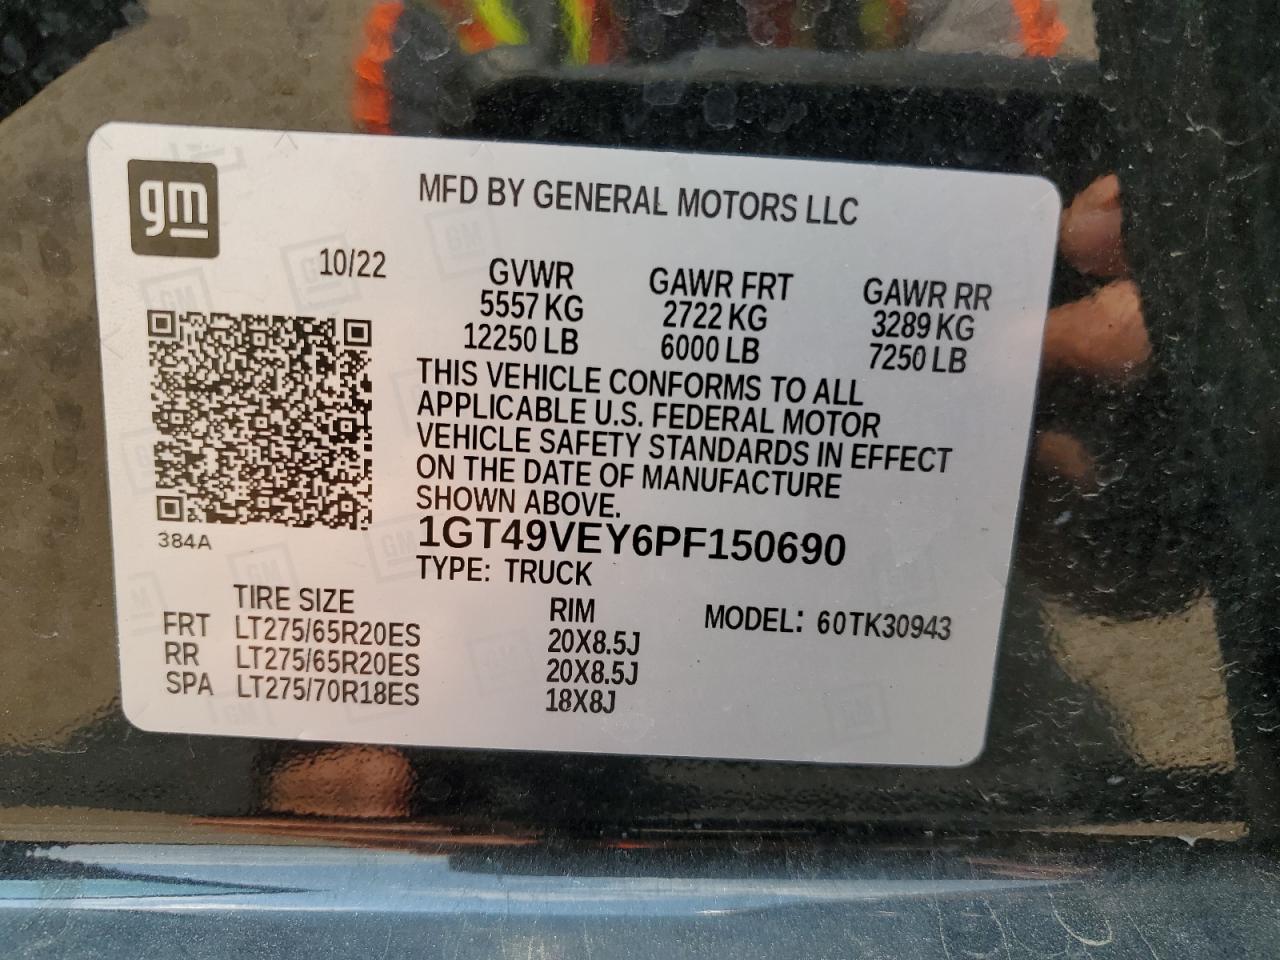 gm
MFD BY GENERAL MOTORS LLC
10/22
GVWR GAWR FRT GAWR RR
5557 KG 2722 KG 3289 KG
12250 LB 6000 LB 7250 LB
THIS VEHICLE CONFORMS TO ALL
APPLICABLE U.S. FEDERAL MOTOR
VEHICLE SAFETY STANDARDS IN EFFECT
ON THE DATE OF MANUFACTURE
SHOWN ABOVE.
384A
1GT49VEY6PF150690
TYPE: TRUCK
TIRE SIZE RIM MODEL: 60TK30943
FRT LT275/65R20ES 20X8.5J
RR LT275/65R20ES 20X8.5J
SPA LT275/70R18ES 18X8J